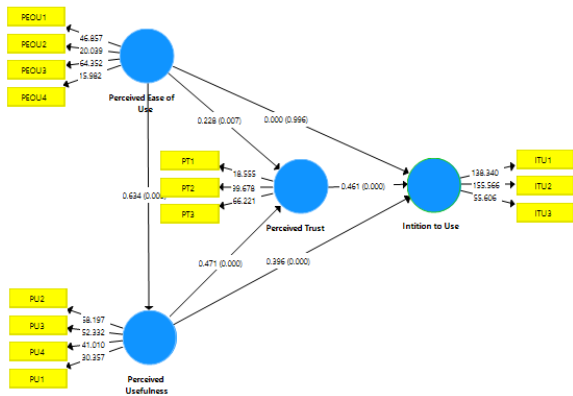 PEOU1
PEOU2
PEOU3
PEOU4
46.857
20.039
64.352
15.982
Perceived Ease of
Use
0.228 (0.007)
0.000 (0.996)
PT1
PT2
PT3
18.555
39.678
66.221
0.634
0.461 (0.000)
Perceived Trust
ITU1
ITU2
ITU3
138.340
155.566
55.606
Intition to Use
0.471 (0.000)
0.396 (0.000)
PU2
PU3
PU4
PU1
58.197
52.332
41.010
30.357
Perceived
Usefulness